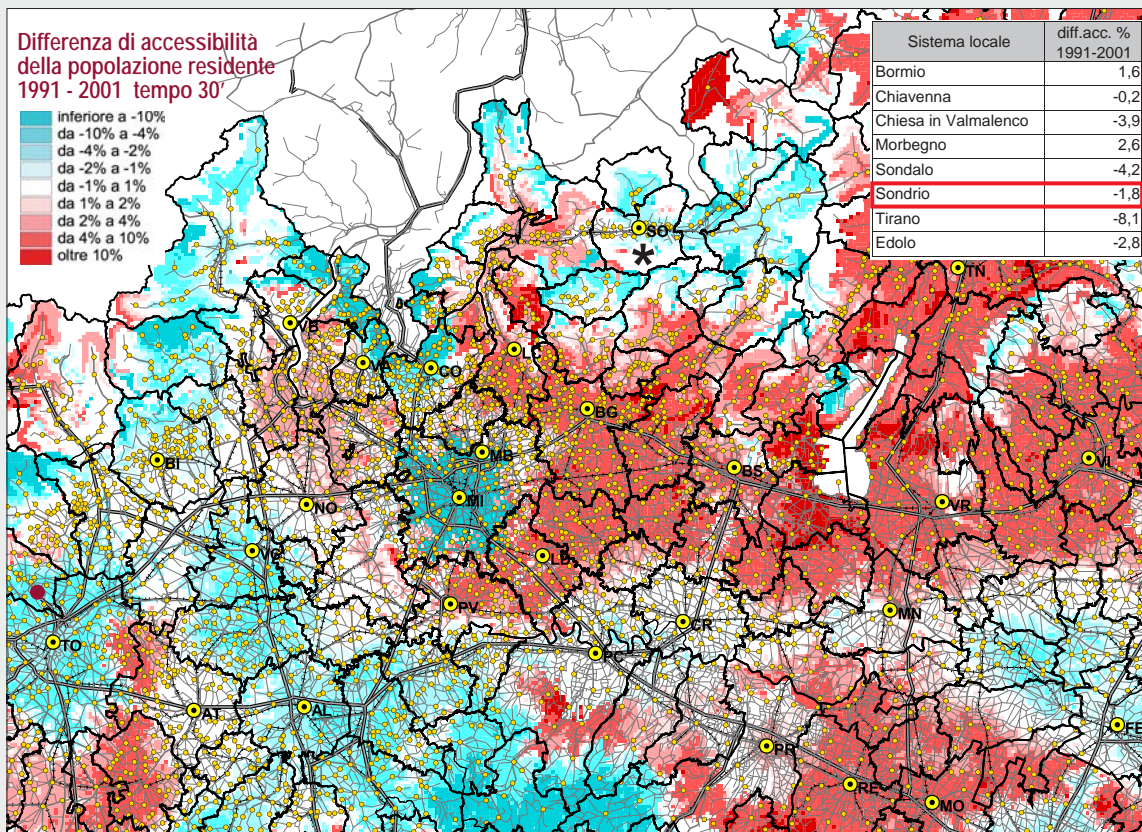 Differenza di accessibilità
della popolazione residente
1991 - 2001 tempo 30'
inferiore a -10%
da -10% a -4%
da -4% a -2%
da -2% a -1%
da -1% a 1%
da 1% a 2%
da 2% a 4%
da 4% a 10%
oltre 10%
Sistema locale diff.acc. % 1991-2001
Bormio 1,6
Chiavenna -0,2
Chiesa in Valmalenco -3,9
Morbegno 2,6
Sondalo -4,2
Sondrio -1,8
Tirano -8,1
Edolo -2,8
SO
*
TN
VB
VA
CO
BG
MB
BI
BS
VI
MI
NO
VR
LO
PV
MN
CR
TO
AT
AL
FE
PR
RE
MO